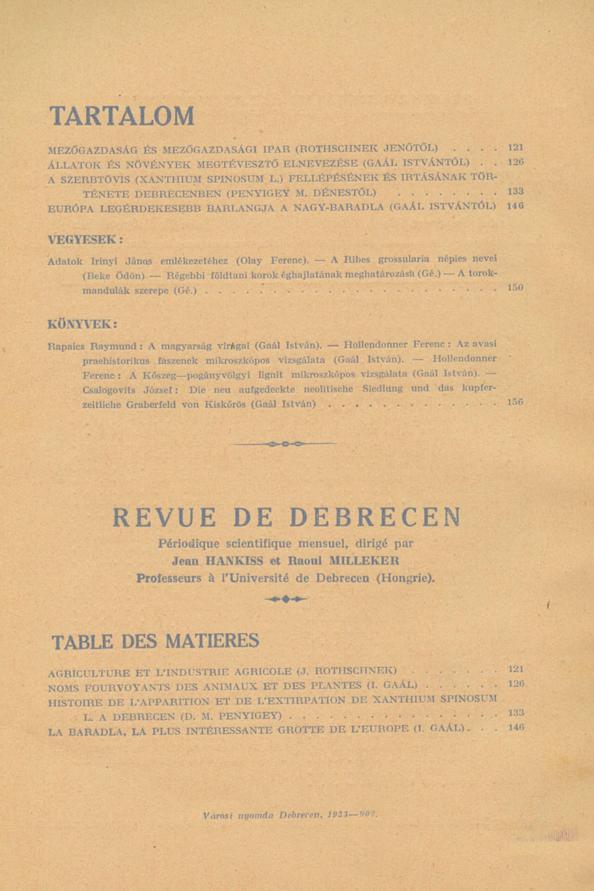 TARTALOM
MEZŐGAZDASÁG ÉS MEZŐGAZDASÁGI IPAR (ROTHSCHNEK JENŐTŐL) . . . . 121
ÁLLATOK ÉS NÖVÉNYEK MEGTÉVESZTŐ ELNEVEZÉSE (GAÁL ISTVÁNTÓL) . . 126
A SZERBTÖVIS (XANTHIUM SPINOSUM L.) FELLÉPÉSÉNEK ÉS IRTÁSÁNAK TÖR-
TÉNETE DEBRECENBEN (PENYIGEY M. DÉNESTŐL) . . . . . . . . 133
EURÓPA LEGÉRDEKESEBB BARLANGJA A NAGY-BARADLA (GAÁL ISTVÁNTÓL) 146
VEGYESEK :
Adatok Irinyi János emlékezetéhez (Olay Ferenc). — A Ribes grossularia népies nevei
(Beke Ödön) — Régebbi földtani korok éghajlatának meghatározása (Gé.) — A torok-
mandulák szerepe (Gé.) . . . . . . . . . . . . . . . . . . . . . 150
KÖNYVEK :
Rapaics Raymund : A magyarság virágai (Gaál István). — Hollendonner Ferenc : Az avasi
praehistorikus faszenek mikroszkópos vizsgálata (Gaál István). — Hollendonner
Ferenc : A Kőszeg—pogányvölgyi lignit mikroszkópos vizsgálata (Gaál István). —
Csalogovits József : Die neu aufgedeckte neolitische Siedlung und das kupfer-
zeitliche Graberfeld von Kiskőrös (Gaál István) . . . . . . . . . . . . . 156
REVUE DE DEBRECEN
Périodique scientifique mensuel, dirigé par
Jean HANKISS et Raoul MILLEKER
Professeurs à l'Université de Debrecen (Hongrie).
TABLE DES MATIERES
AGRICULTURE ET L'INDUSTRIE AGRICOLE (J. ROTHSCHNEK) . . . . . . . 121
NOMS FOURVOYANTS DES ANIMAUX ET DES PLANTES (I. GAÁL) . . . . . . 126
HISTOIRE DE L'APPARITION ET DE L'EXTIRPATION DE XANTHIUM SPINOSUM
L. A DEBRECEN (D. M. PENYIGEY) . . . . . . . . . . . . . . . . 133
LA BARADLA, LA PLUS INTÉRESSANTE GROTTE DE L'EUROPE (I. GAÁL) . . . 146
Városi nyomda Debrecen, 1933—907.